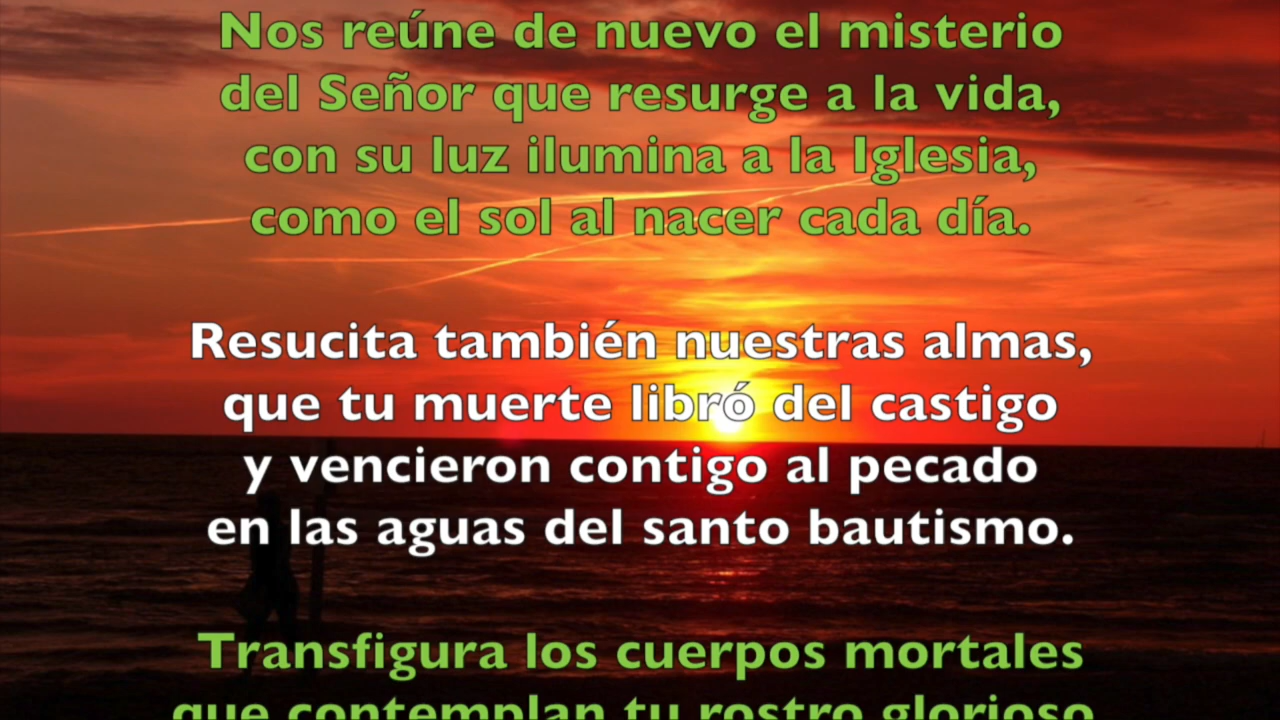 Nos reúne de nuevo el misterio
del Señor que resurge a la vida,
con su luz ilumina a la Iglesia,
como el sol al nacer cada día.
Resucita también nuestras almas,
que tu muerte libró del castigo
y vencieron contigo al pecado
en las aguas del santo bautismo.
Transfigura los cuerpos mortales
que contemplan tu rostro glorioso